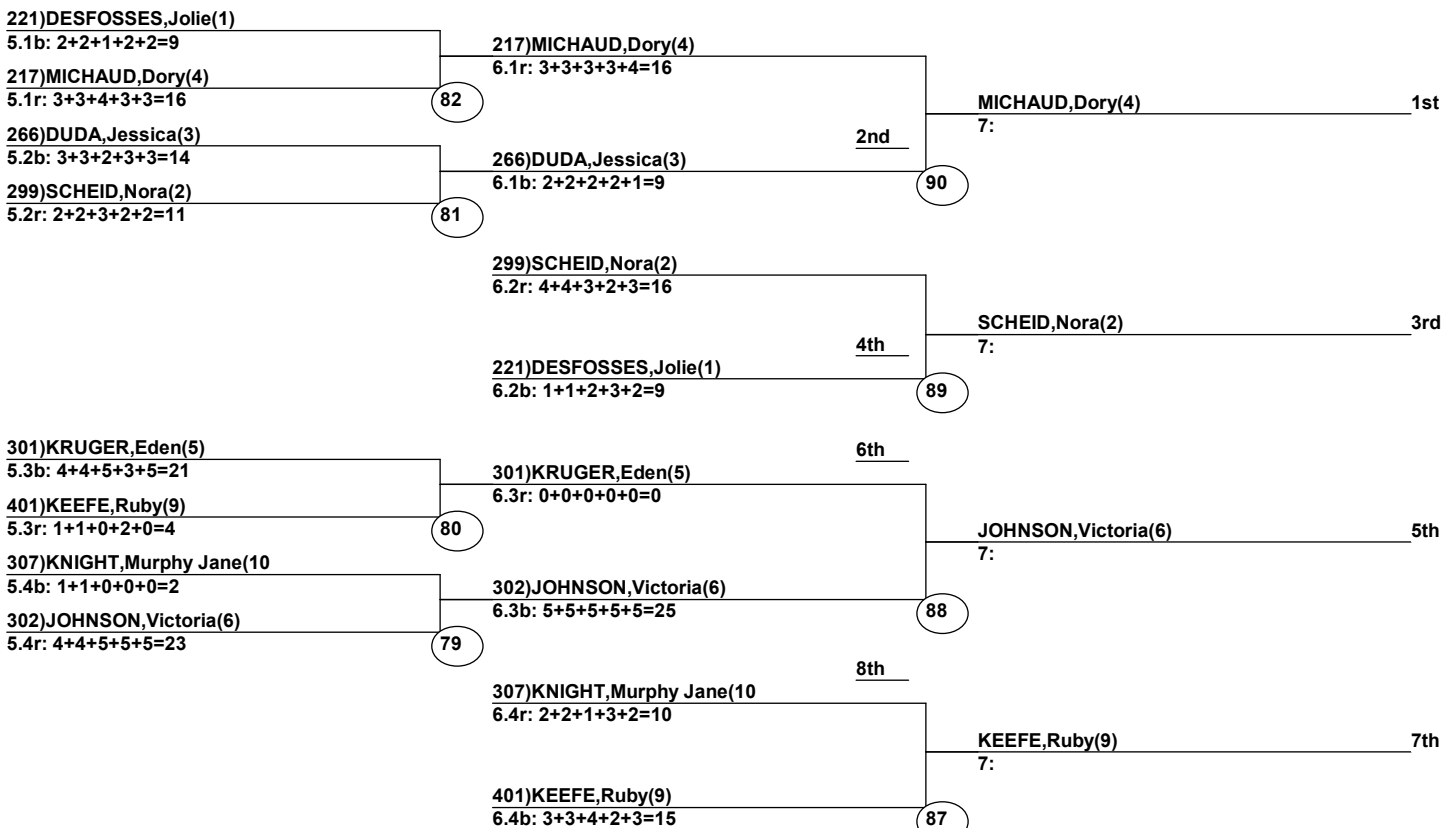 221)DESFOSSES,Jolie(1)
5.1b: 2+2+1+2+2=9
217)MICHAUD,Dory(4)
5.1r: 3+3+4+3+3=16
82
266)DUDA,Jessica(3)
5.2b: 3+3+2+3+3=14
299)SCHEID,Nora(2)
5.2r: 2+2+3+2+2=11
81
217)MICHAUD,Dory(4)
6.1r: 3+3+3+3+4=16
2nd
266)DUDA,Jessica(3)
6.1b: 2+2+2+2+1=9
90
MICHAUD,Dory(4) 1st
7:
299)SCHEID,Nora(2)
6.2r: 4+4+3+2+3=16
4th
221)DESFOSSES,Jolie(1)
6.2b: 1+1+2+3+2=9
89
SCHEID,Nora(2) 3rd
7:
301)KRUGER,Eden(5)
5.3b: 4+4+5+3+5=21
401)KEEFE,Ruby(9)
5.3r: 1+1+0+2+0=4
80
307)KNIGHT,Murphy Jane(10
5.4b: 1+1+0+0+0=2
302)JOHNSON,Victoria(6)
5.4r: 4+4+5+5+5=23
79
6th
301)KRUGER,Eden(5)
6.3r: 0+0+0+0+0=0
302)JOHNSON,Victoria(6)
6.3b: 5+5+5+5+5=25
88
JOHNSON,Victoria(6) 5th
7:
8th
307)KNIGHT,Murphy Jane(10
6.4r: 2+2+1+3+2=10
401)KEEFE,Ruby(9)
6.4b: 3+3+4+2+3=15
87
KEEFE,Ruby(9) 7th
7: